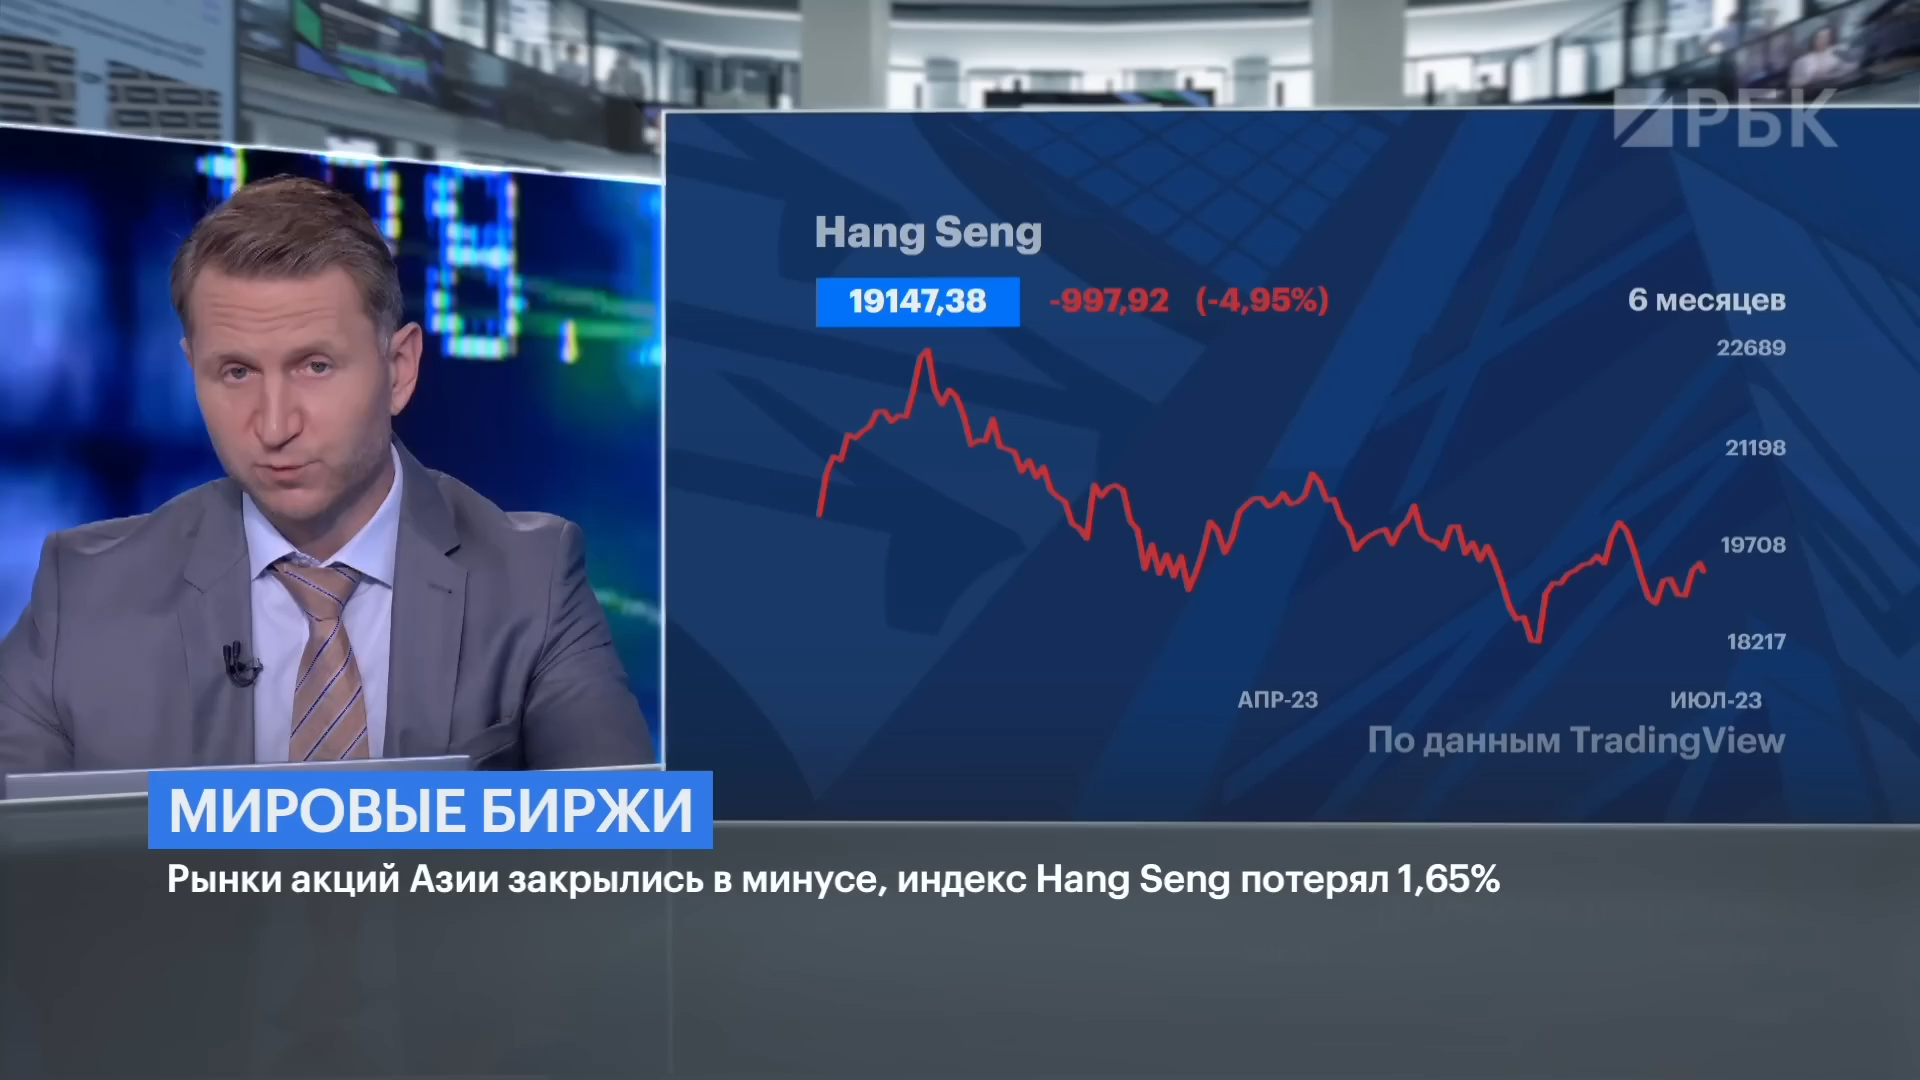 РБК
Hang Seng
19147,38 -997,92 (-4,95%)
6 месяцев
22689
21198
19708
18217
АПР-23 ИЮЛ-23
По данным TradingView
МИРОВЫЕ БИРЖИ
Рынки акций Азии закрылись в минусе, индекс Hang Seng потерял 1,65%